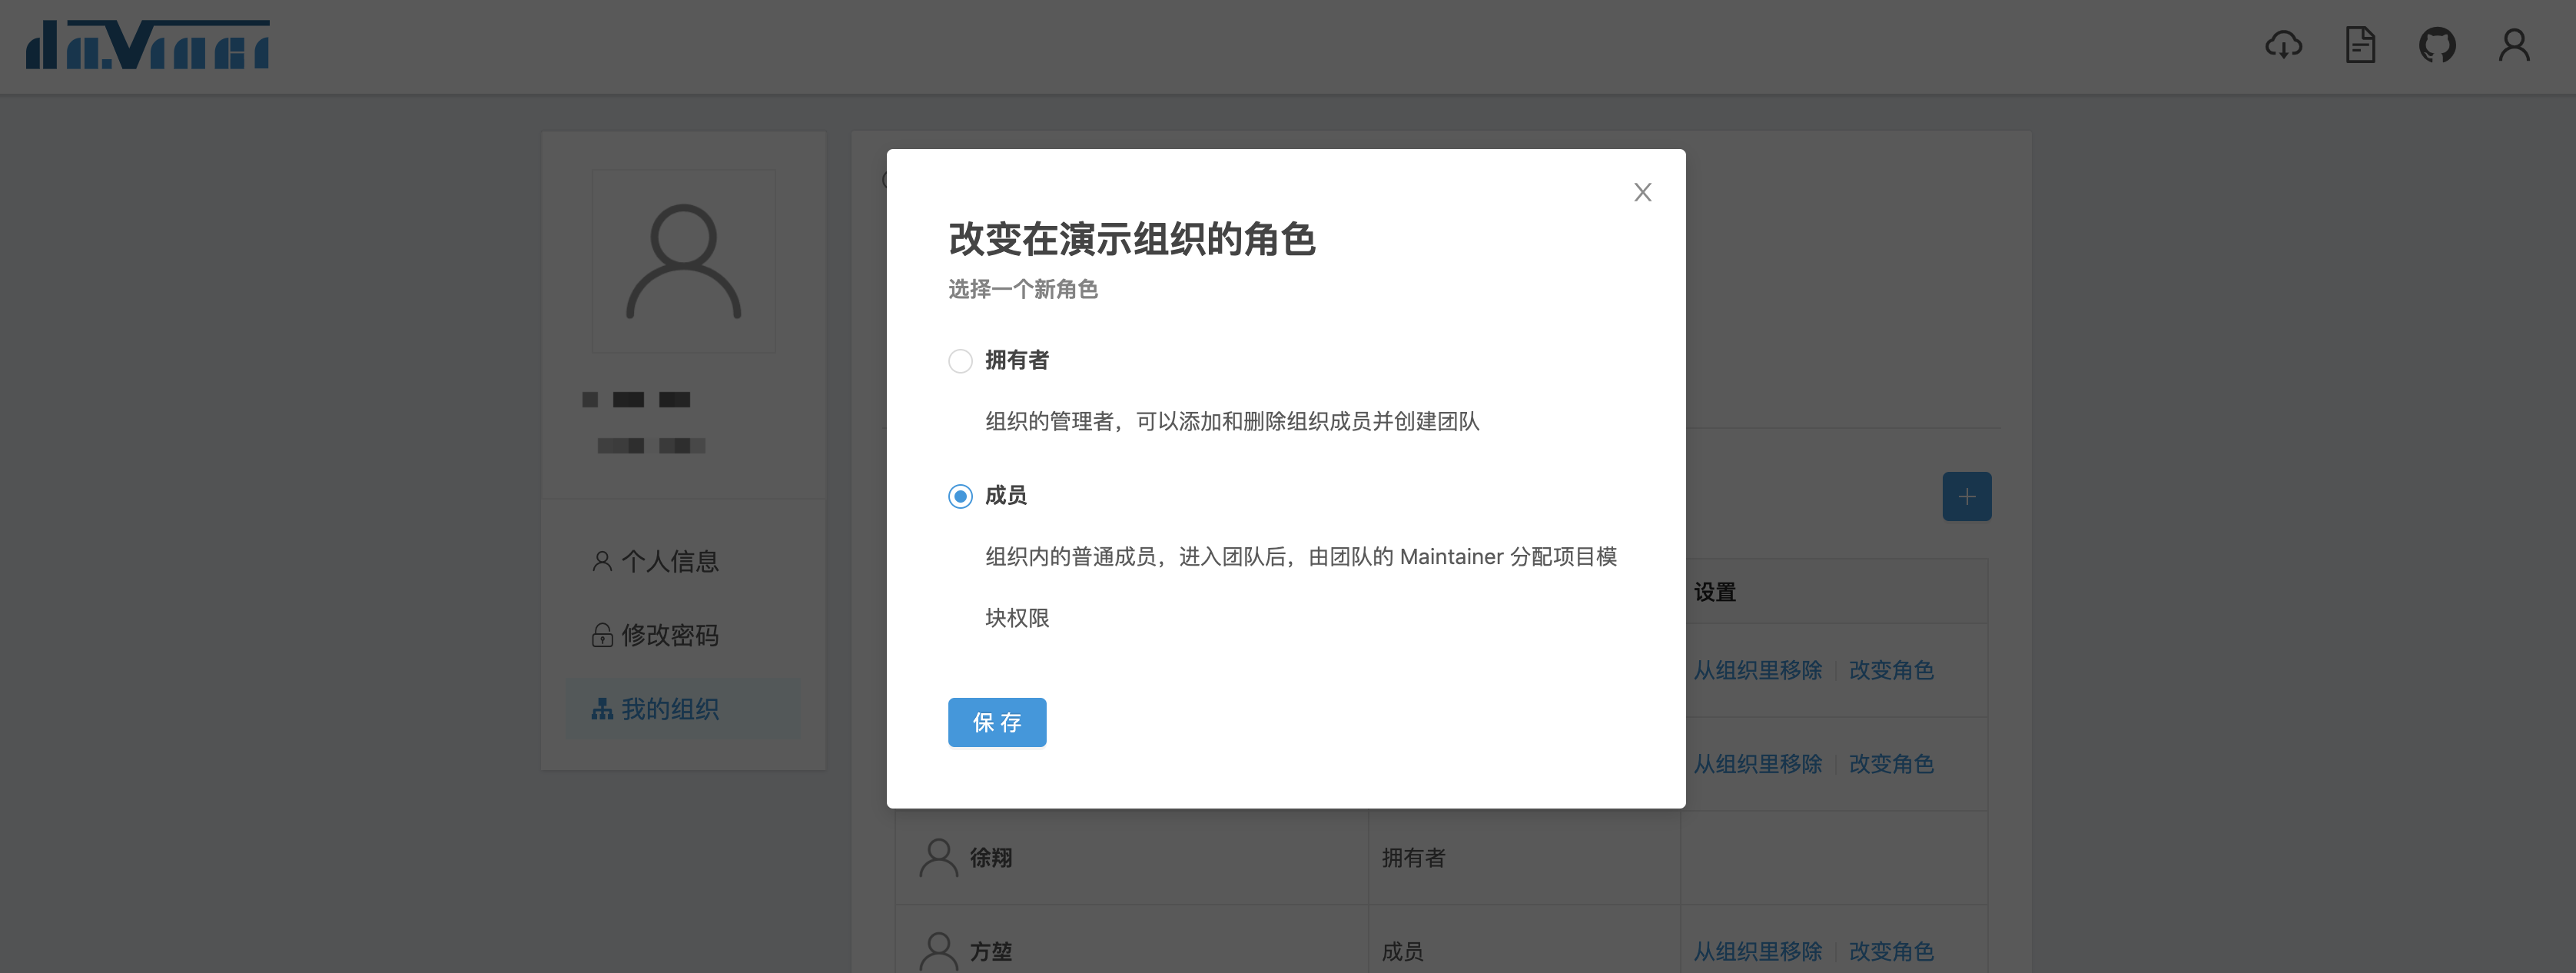 da.Vinci
改变在演示组织的角色
选择一个新角色
拥有者
组织的管理者，可以添加和删除组织成员并创建团队
成员
组织内的普通成员，进入团队后，由团队的 Maintainer 分配项目模
块权限
保 存
个人信息
修改密码
我的组织
设置
从组织里移除 改变角色
从组织里移除 改变角色
徐翔 拥有者
方堃 成员 从组织里移除 改变角色